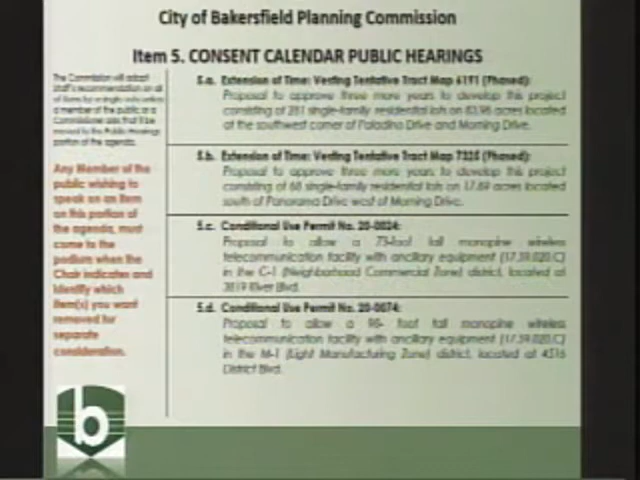 City of Bakersfield Planning Commission
Item 5. CONSENT CALENDAR PUBLIC HEARINGS
The Commission will adopt
staff's recommendation on all
of items by a single vote unless
a member of the public or a
Commissioner asks that it be
moved to the Public Hearings
portion of the agenda.
Any Member of the
public wishing to
speak on an item
on this portion of
the agenda, must
come to the
podium when the
Chair indicates and
identify which
item(s) you want
removed for
separate
consideration.
5.a. Extension of Time: Vesting Tentative Tract Map 6191 (Phased):
Proposal to approve three more years to develop this project
consisting of 281 single-family residential lots on 83.96 acres located
at the southwest corner of Paladino Drive and Morning Drive.
5.b. Extension of Time: Vesting Tentative Tract Map 7325 (Phased):
Proposal to approve three more years to develop this project
consisting of 68 single-family residential lots on 17.69 acres located
south of Panorama Drive west of Morning Drive.
5.c. Conditional Use Permit No. 20-0024:
Proposal to allow a 75-foot tall monopine wireless
telecommunication facility with ancillary equipment (17.59.020.C)
in the C-1 (Neighborhood Commercial Zone) district, located at
3619 River Blvd.
5.d. Conditional Use Permit No. 20-0074:
Proposal to allow a foot tall monopine wireless
telecommunication facility with ancillary equipment (17.59.020.C)
in the M-1 (Light Manufacturing Zone) district, located at 4316
District Blvd.
b